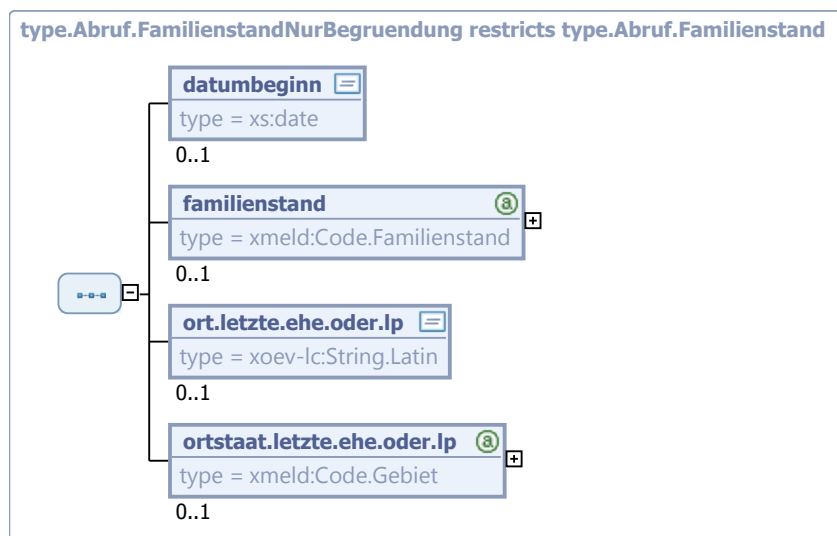 type.Abruf.FamilienstandNurBegruendung restricts type.Abruf.Familienstand
datumbeginn
type = xs:date
0..1
familienstand
type = xmeld:Code.Familienstand
0..1
ort.letzte.ehe.oder.lp
type = xoev-lc:String.Latin
0..1
ortstaat.letzte.ehe.oder.lp
type = xmeld:Code.Gebiet
0..1